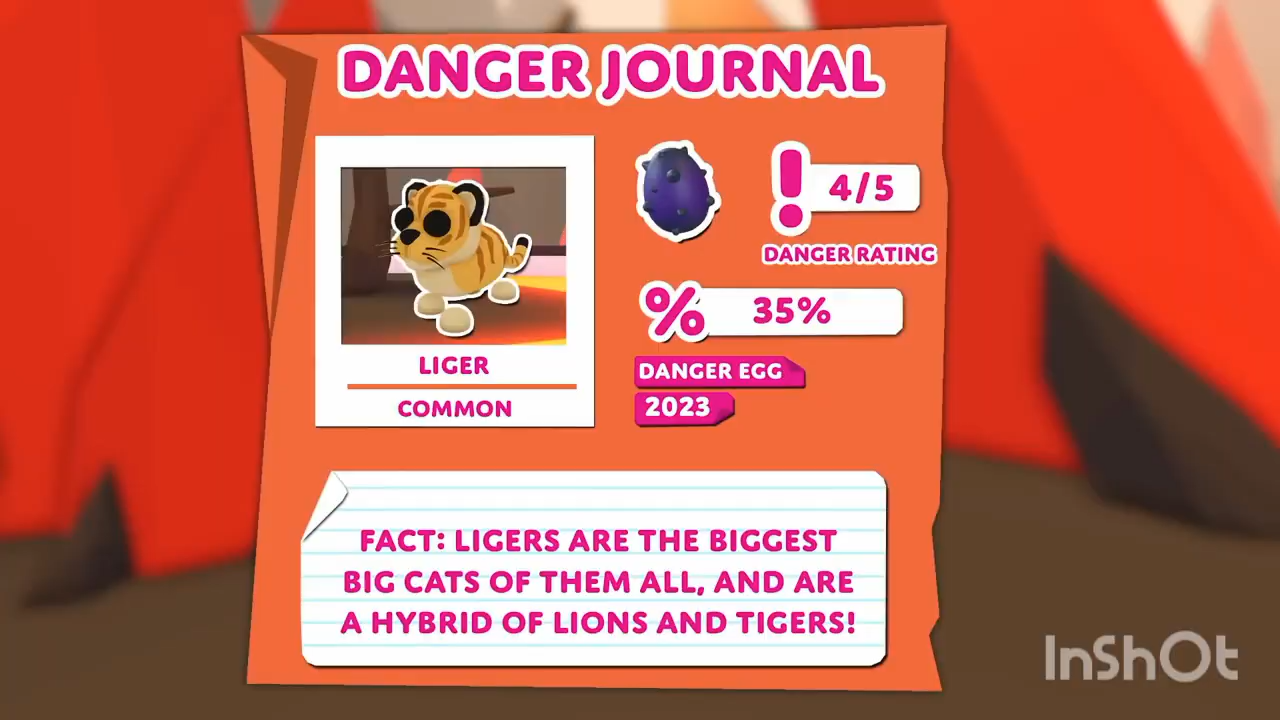 DANGER JOURNAL
LIGER
COMMON
4/5
DANGER RATING
% 35%
DANGER EGG
2023
FACT: LIGERS ARE THE BIGGEST
BIG CATS OF THEM ALL, AND ARE
A HYBRID OF LIONS AND TIGERS!
InShOt